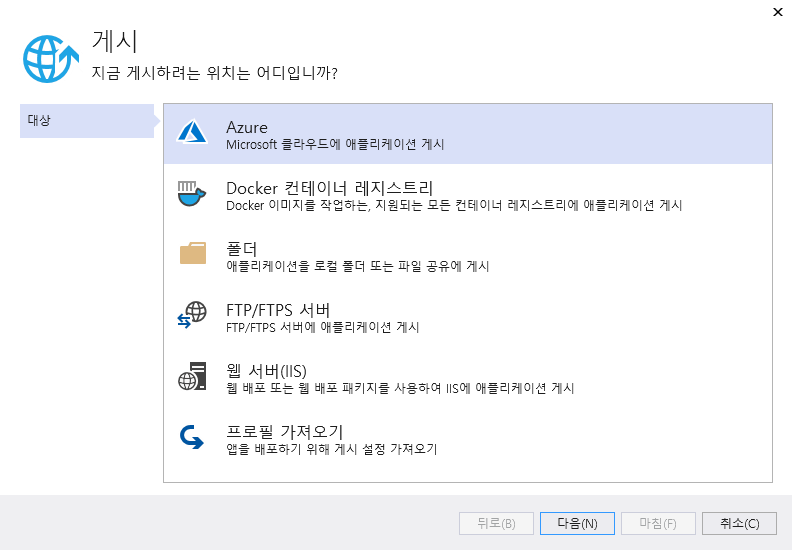 게시
지금 게시하려는 위치는 어디입니까?
대상
Azure
Microsoft 클라우드에 애플리케이션 게시
Docker 컨테이너 레지스트리
Docker 이미지를 작업하는, 지원되는 모든 컨테이너 레지스트리에 애플리케이션 게시
폴더
애플리케이션을 로컬 폴더 또는 파일 공유에 게시
FTP/FTPS 서버
FTP/FTPS 서버에 애플리케이션 게시
웹 서버(IIS)
웹 배포 또는 웹 배포 패키지를 사용하여 IIS에 애플리케이션 게시
프로필 가져오기
앱을 배포하기 위해 게시 설정 가져오기
뒤로(B)
다음(N)
마침(F)
취소(C)